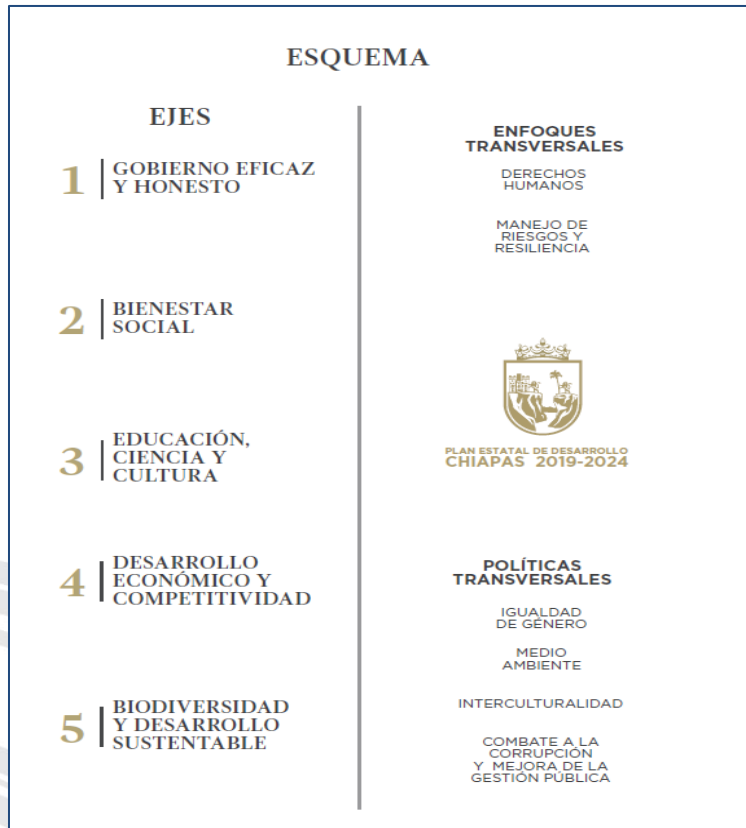 ESQUEMA
EJES
1
GOBIERNO EFICAZ
Y HONESTO
2
BIENESTAR
SOCIAL
3
EDUCACIÓN,
CIENCIA Y
CULTURA
4
DESARROLLO
ECONÓMICO Y
COMPETITIVIDAD
5
BIODIVERSIDAD
Y DESARROLLO
SUSTENTABLE
ENFOQUES
TRANSVERSALES
DERECHOS
HUMANOS
MANEJO DE
RIESGOS Y
RESILIENCIA
PLAN ESTATAL DE DESARROLLO
CHIAPAS 2019-2024
POLÍTICAS
TRANSVERSALES
IGUALDAD
DE GÉNERO
MEDIO
AMBIENTE
INTERCULTURALIDAD
COMBATE A LA
CORRUPCIÓN
Y MEJORA DE LA
GESTIÓN PÚBLICA